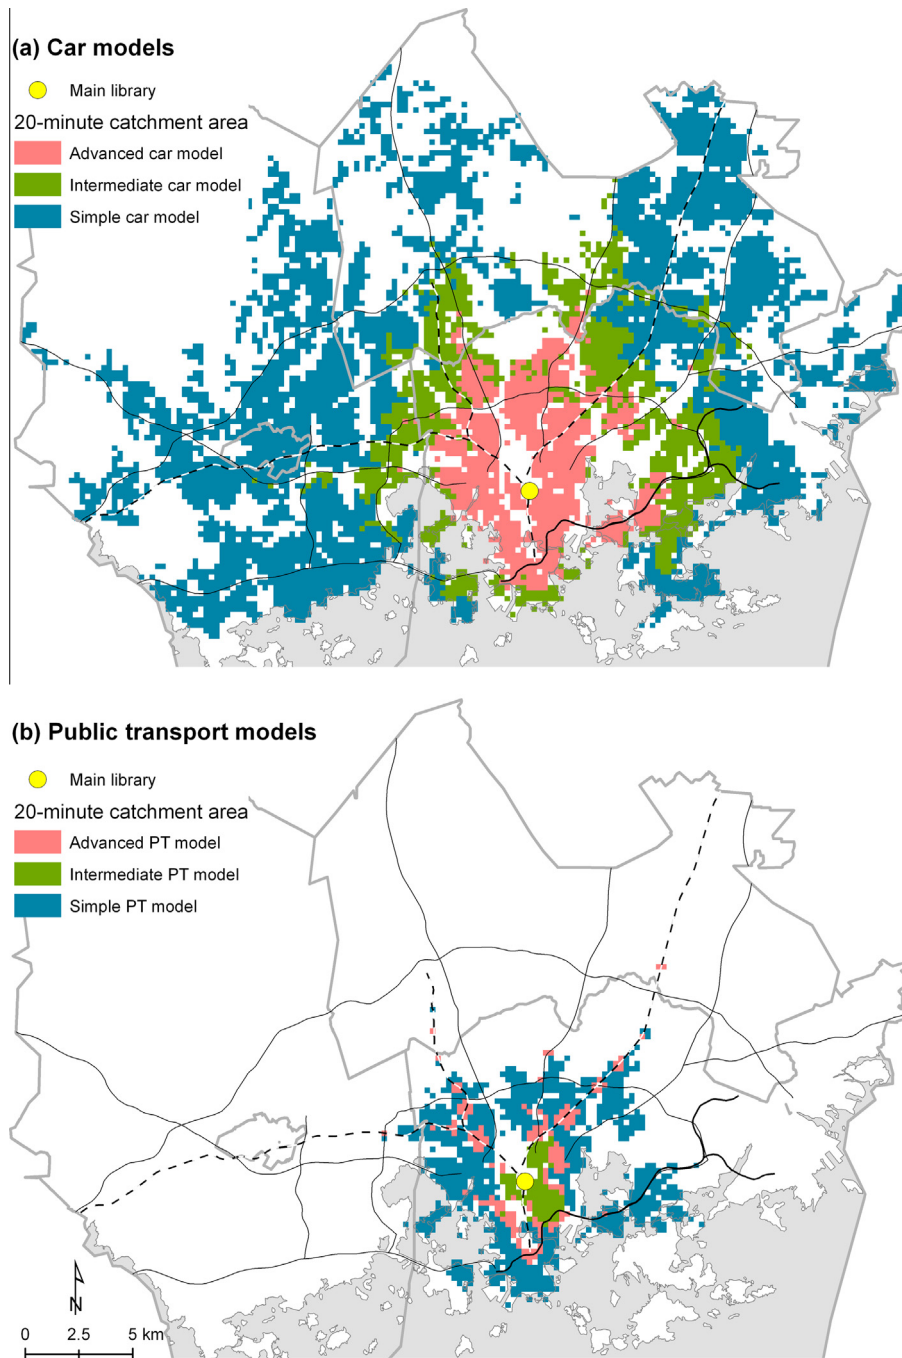 (a) Car models
Main library
20-minute catchment area
Advanced car model
Intermediate car model
Simple car model
(b) Public transport models
Main library
20-minute catchment area
Advanced PT model
Intermediate PT model
Simple PT model
N
0 2.5 5 km